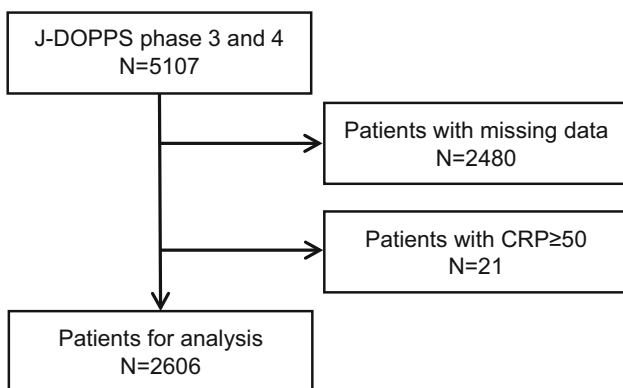 J-DOPPS phase 3 and 4
N=5107
Patients with missing data
N=2480
Patients with CRP≥50
N=21
Patients for analysis
N=2606